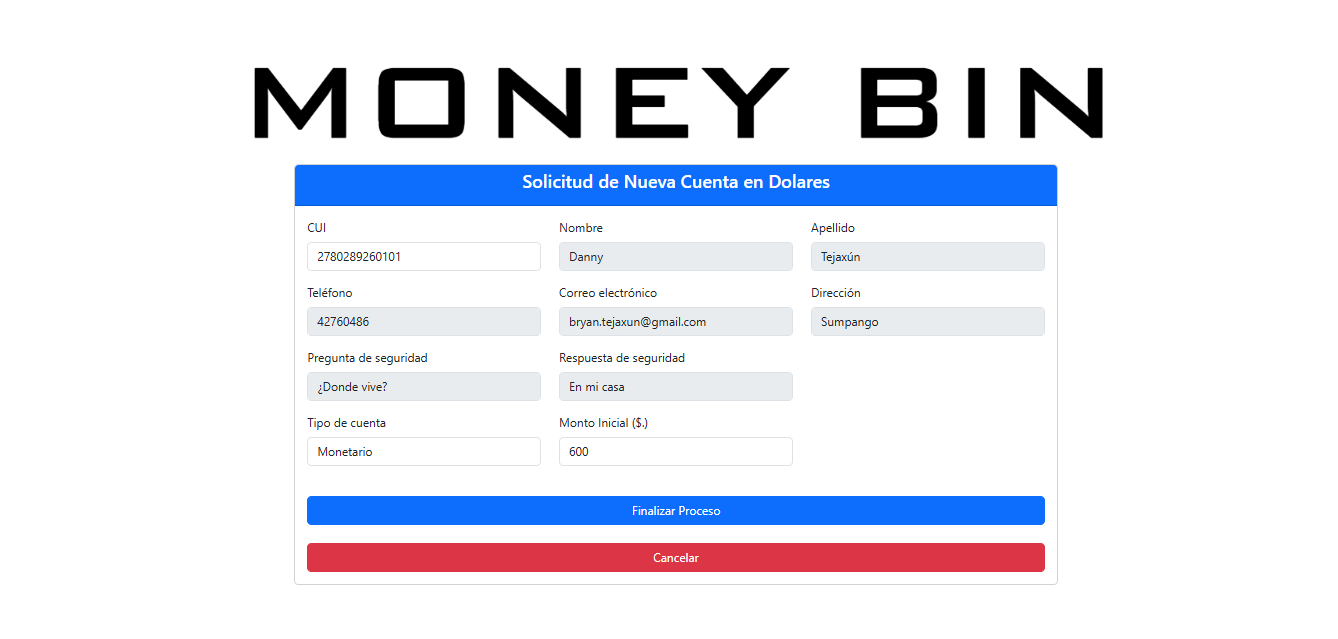 MONEY BIN
Solicitud de Nueva Cuenta en Dolares
CUI Nombre Apellido
2780289260101 Danny Tejaxún
Teléfono Correo electrónico Dirección
42760486 bryan.tejaxun@gmail.com Sumpango
Pregunta de seguridad Respuesta de seguridad
¿Donde vive? En mi casa
Tipo de cuenta Monto Inicial ($.)
Monetario 600
Finalizar Proceso
Cancelar